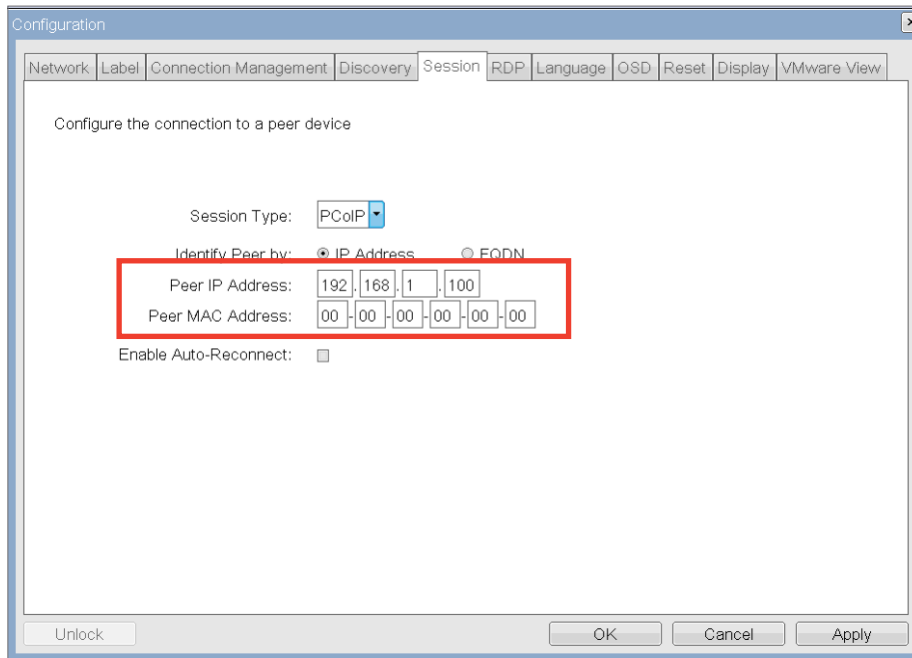 Configuration
Network Label Connection Management Discovery Session RDP Language OSD Reset Display VMware View
Configure the connection to a peer device
Session Type: PCoIP
Identify Peer by: IP Address FQDN
Peer IP Address: 192 . 168 . 1 . 100
Peer MAC Address: 00 - 00 - 00 - 00 - 00 - 00
Enable Auto-Reconnect:
Unlock OK Cancel Apply